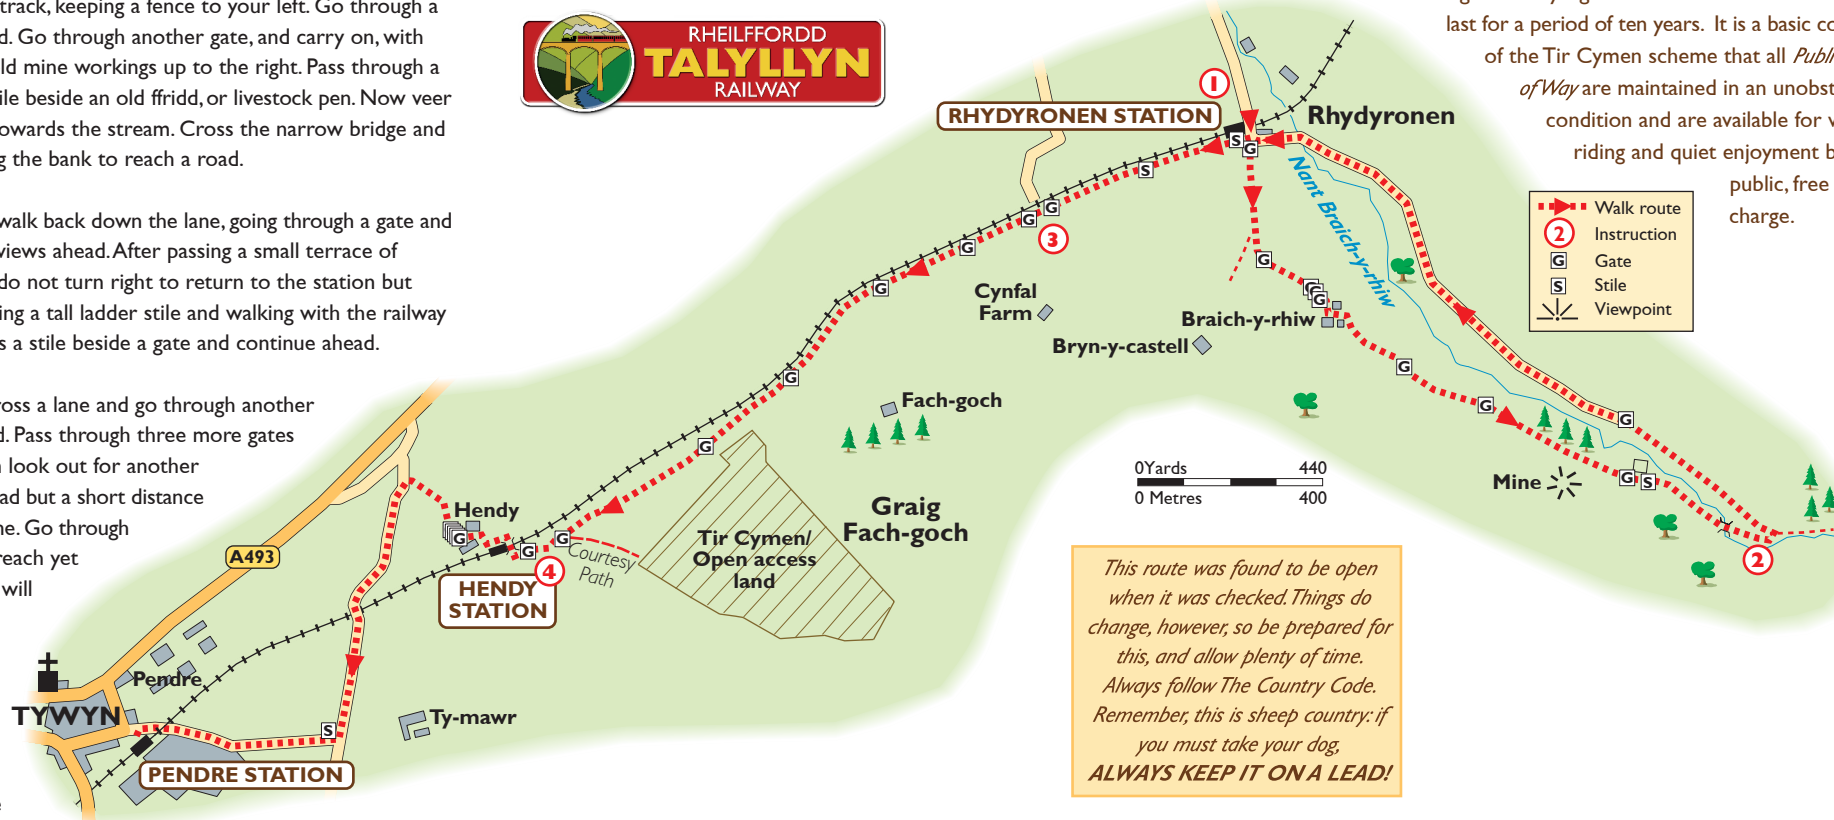 track, keeping a fence to your left. Go through a
Go through another gate, and carry on, with
mine workings up to the right. Pass through a
beside an old ffridd, or livestock pen. Now veer
towards the stream. Cross the narrow bridge and
the bank to reach a road.
walk back down the lane, going through a gate and
views ahead. After passing a small terrace of
do not turn right to return to the station but
a tall ladder stile and walking with the railway
a stile beside a gate and continue ahead.
a lane and go through another
Pass through three more gates
look out for another
but a short distance
Go through
reach yet
will
RHEILFFORDD
TALYLLYN
RAILWAY
last for a period of ten years. It is a basic
of the Tir Cymen scheme that all
of Way are maintained in an
condition and are available for
riding and quiet enjoyment
public, free
charge.
Walk route
2 Instruction
G Gate
S Stile
Viewpoint
1
RHYDYRONEN STATION
Rhydyronen
S
G
S
G
G
3
G
G
Nant Braich-y-rhiw
G
G
G
G
Cynfal
Farm
Braich-y-rhiw
Bryn-y-castell
G
G
G
G
Fach-goch
G
0 Yards 440
0 Metres 400
Mine
G
S
2
Graig
Fach-goch
Tir Cymen/
Open access
land
Hendy
G
G
G
Courtesy
Path
4
HENDY
STATION
A493
Pendre
TYWYN
S
Ty-mawr
PENDRE STATION
This route was found to be open
when it was checked. Things do
change, however, so be prepared for
this, and allow plenty of time.
Always follow The Country Code.
Remember, this is sheep country: if
you must take your dog,
ALWAYS KEEP IT ON A LEAD!